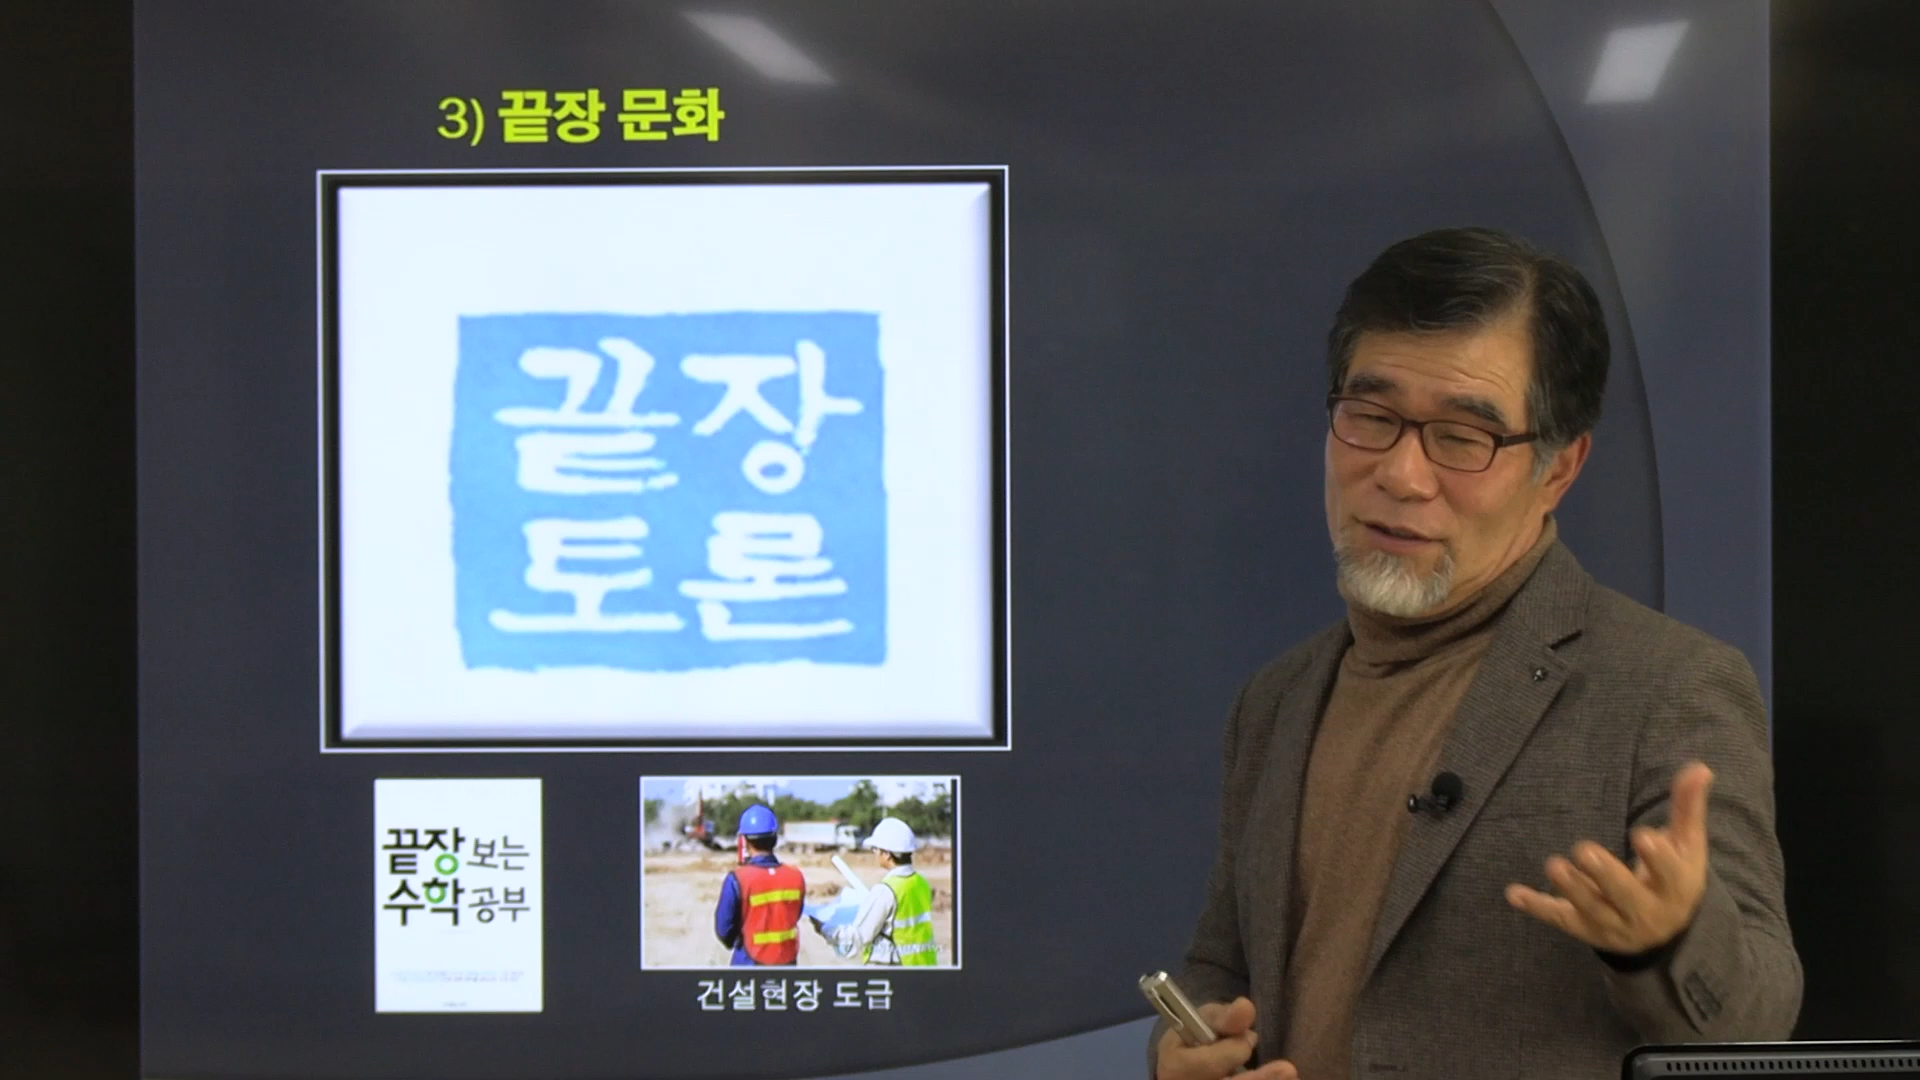 3) 끝장 문화
끝장
토론
끝장 보는
수학 공부
건설현장 도급